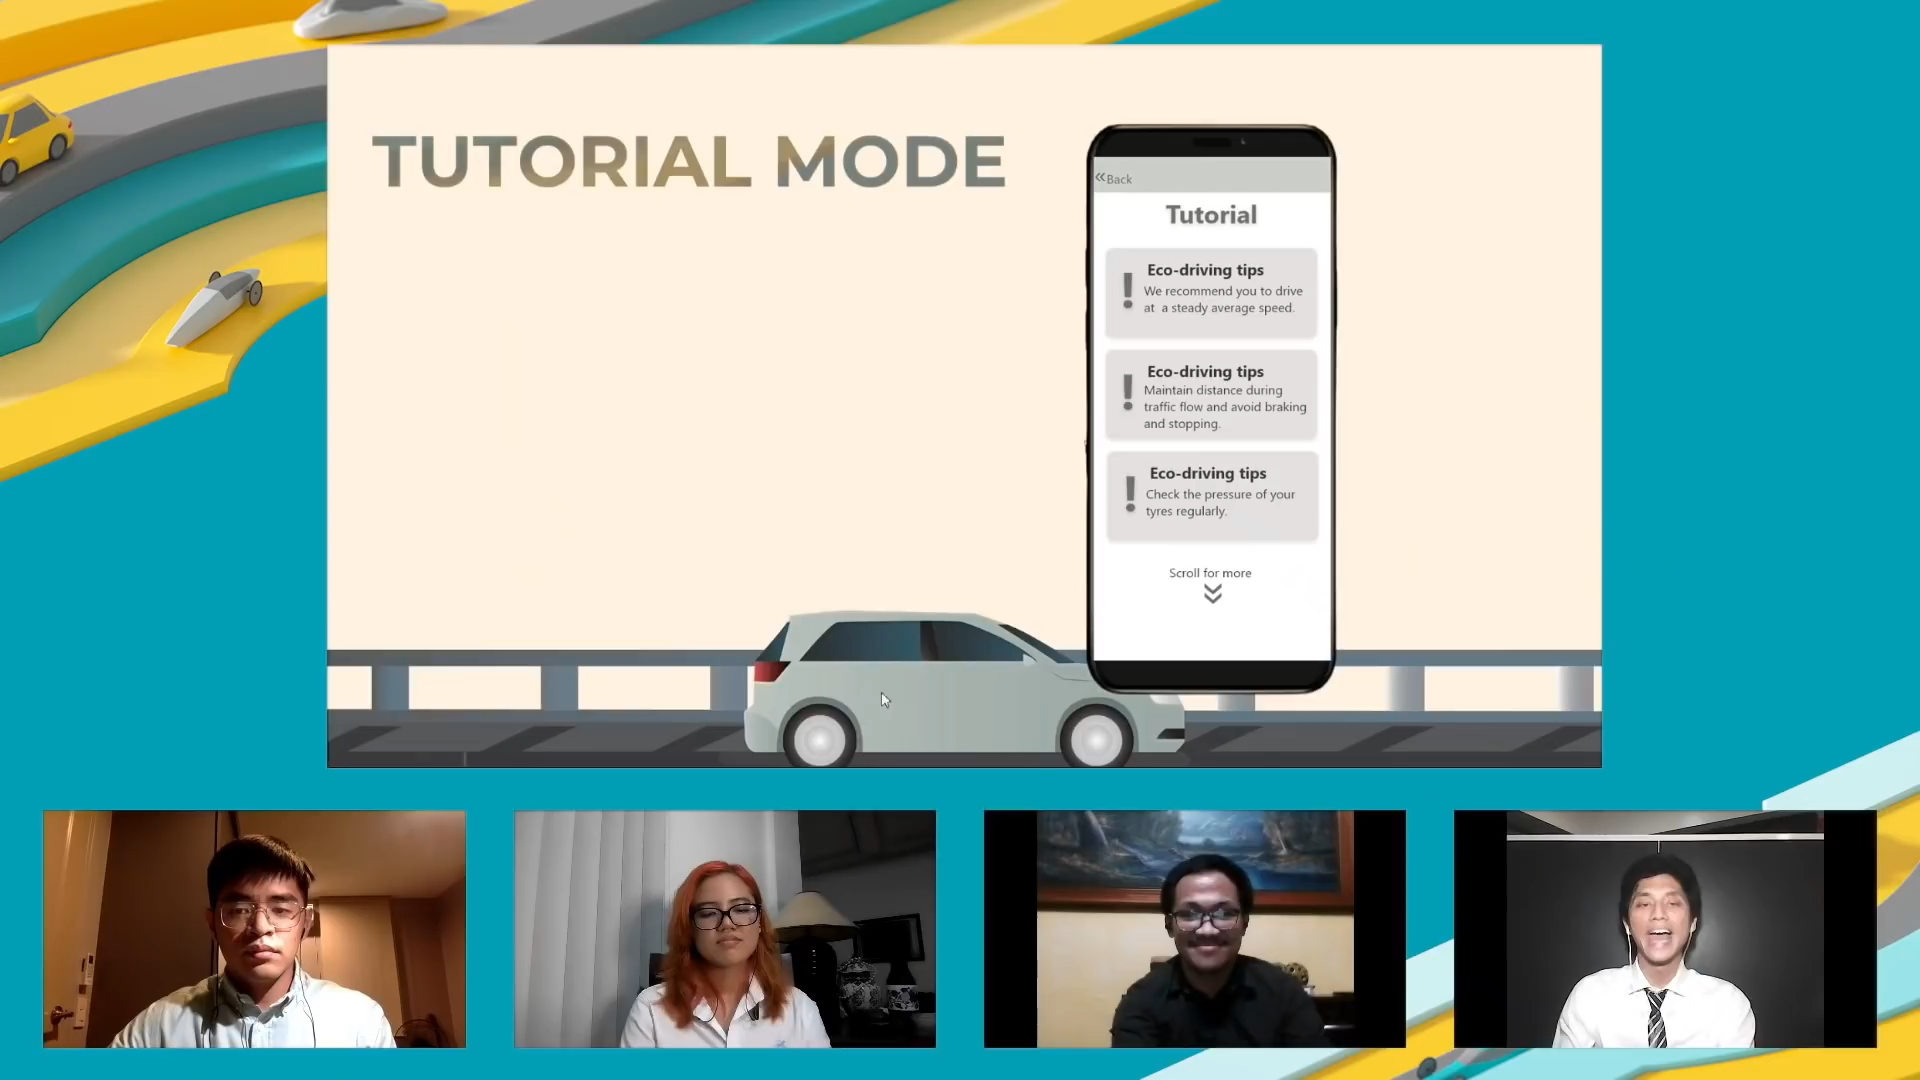 TUTORIAL MODE
Back
Tutorial
Eco-driving tips
We recommend you to drive
at a steady average speed.
Eco-driving tips
Maintain distance during
traffic flow and avoid braking
and stopping.
Eco-driving tips
Check the pressure of your
tyres regularly.
Scroll for more